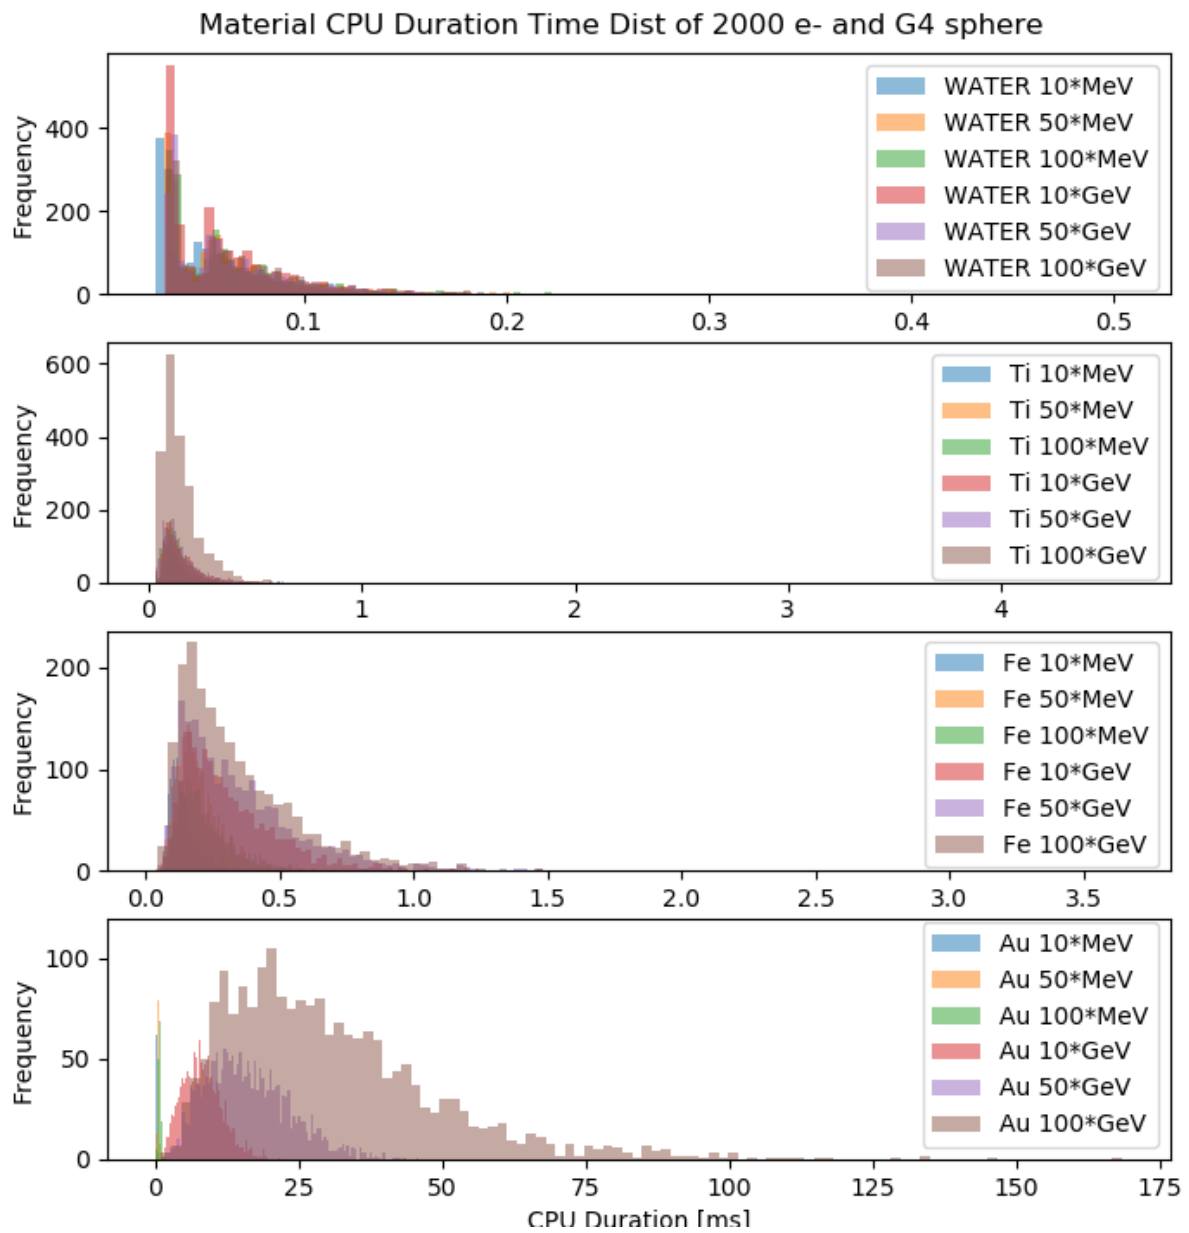 Material CPU Duration Time Dist of 2000 e- and G4 sphere
Frequency
400
200
0
WATER 10*MeV
WATER 50*MeV
WATER 100*MeV
WATER 10*GeV
WATER 50*GeV
WATER 100*GeV
0.1 0.2 0.3 0.4 0.5
Frequency
600
400
200
0
Ti 10*MeV
Ti 50*MeV
Ti 100*MeV
Ti 10*GeV
Ti 50*GeV
Ti 100*GeV
0 1 2 3 4
Frequency
200
100
0
Fe 10*MeV
Fe 50*MeV
Fe 100*MeV
Fe 10*GeV
Fe 50*GeV
Fe 100*GeV
0.0 0.5 1.0 1.5 2.0 2.5 3.0 3.5
Frequency
100
50
0
Au 10*MeV
Au 50*MeV
Au 100*MeV
Au 10*GeV
Au 50*GeV
Au 100*GeV
0 25 50 75 100 125 150 175
CPU Duration [ms]